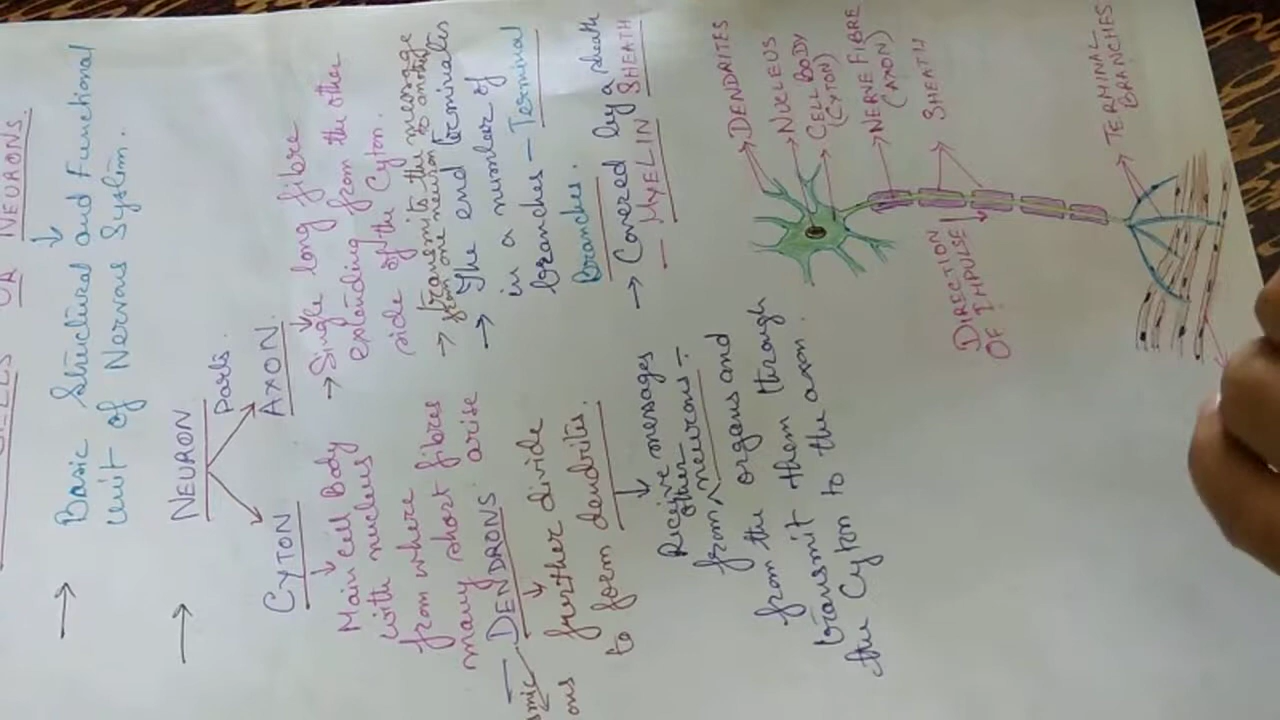 CELLS OR NEURONS.
→ Basic Structural and Functional
unit of Nervous System.
→ NEURON
Parts.
CYTON
Main cell Body
with nucleus
from where
many short fibres
arise
— DENDRONS
further divide
to form dendrites.
Receive messages
from other neurons
from the organs and
transmit them through
the Cyton to the axon.
ons
AXON.
→ Single long fibre
extending from the other
side of the Cyton.
→ transmits the message
from one neuron to another
→ The end terminates
in a number of
branches – Terminal
Branches.
→ Covered by a sheath
— MYELIN SHEATH
DENDRITES
NUCLEUS
CELL BODY
(CYTON)
NERVE FIBRE
(AXON)
SHEATH
TERMINAL
BRANCHES
DIRECTION
OF IMPULSE